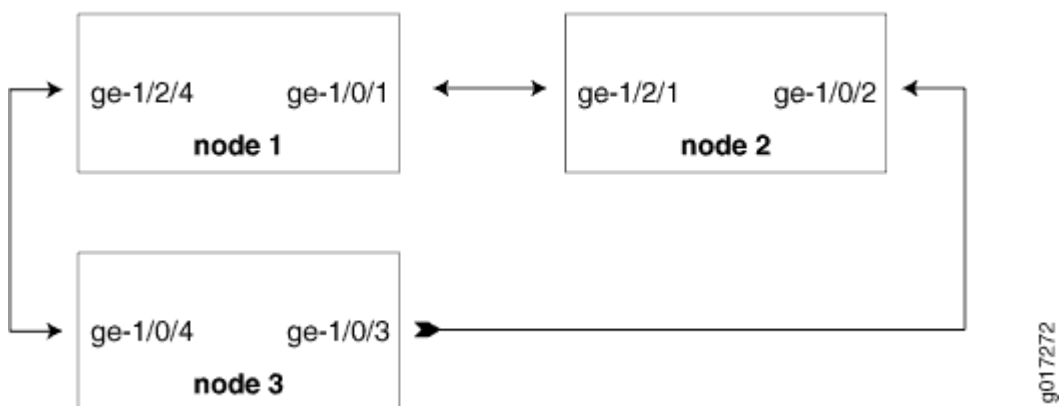 ge-1/2/4 ge-1/0/1
node 1
ge-1/2/1 ge-1/0/2
node 2
ge-1/0/4 ge-1/0/3
node 3
g017272